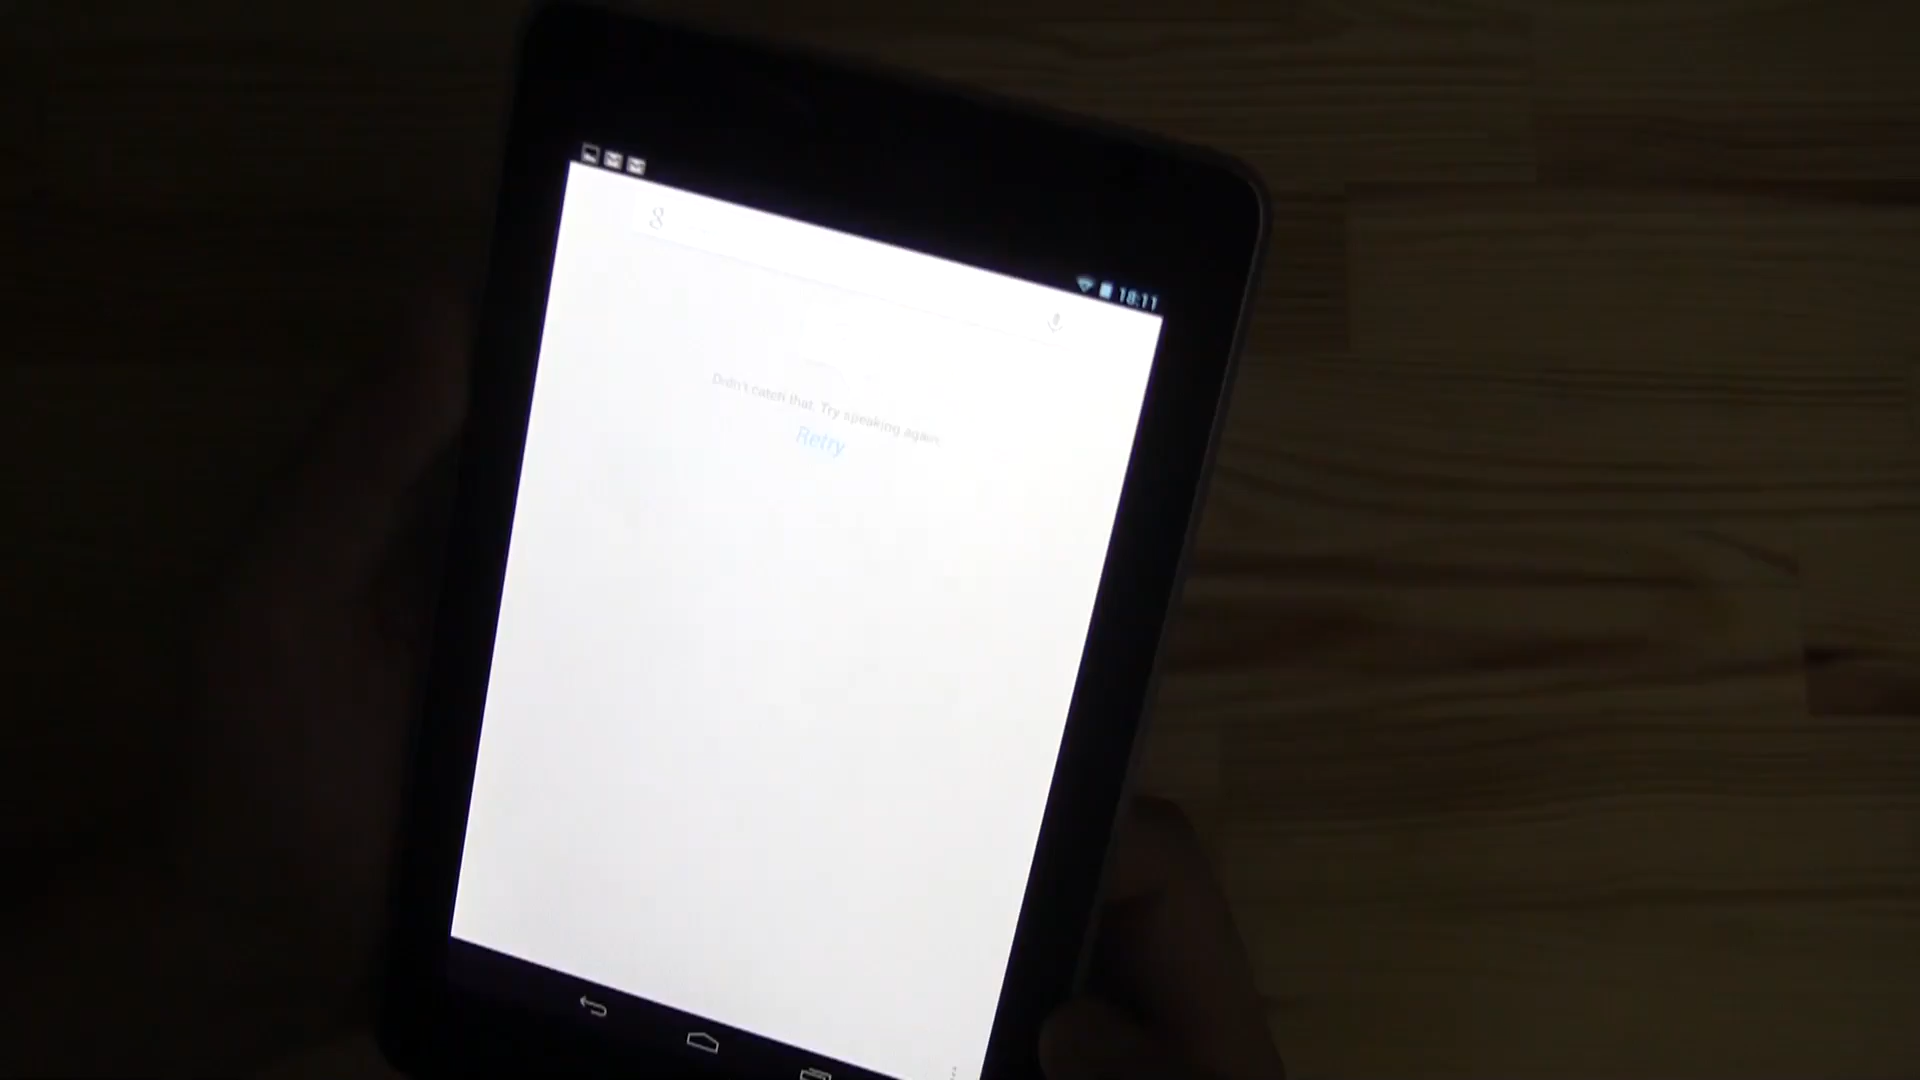 18:11
g
Didn't catch that. Try speaking again.
Retry